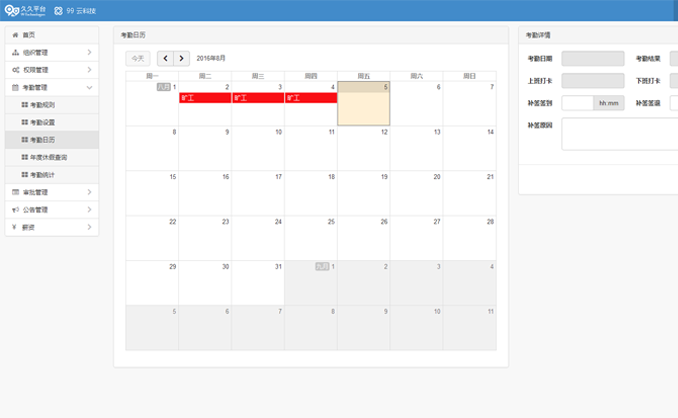 久久平台
99 云科技
首页
组织管理
权限管理
考勤管理
考勤规则
考勤设置
考勤日历
年度休假查询
考勤统计
审批管理
公告管理
¥ 薪资
考勤日历
今天
2016年8月
周一 周二 周三 周四 周五 周六 周日
八月 1 2 3 4 5 6 7
8 9 10 11 12 13 14
15 16 17 18 19 20 21
22 23 24 25 26 27 28
29 30 31 九月 1 2 3 4
5 6 7 8 9 10 11
考勤详情
考勤日期 考勤结果
上班打卡 下班打卡
补签签到 hh:mm 补签签退
补签原因